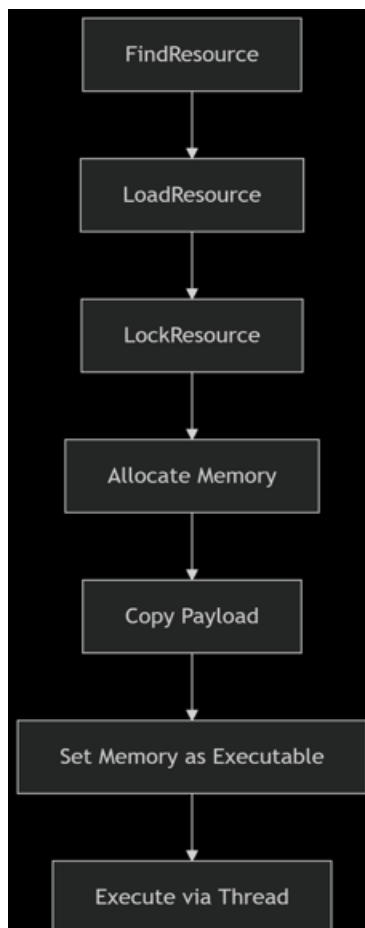 FindResource
LoadResource
LockResource
Allocate Memory
Copy Payload
Set Memory as Executable
Execute via Thread